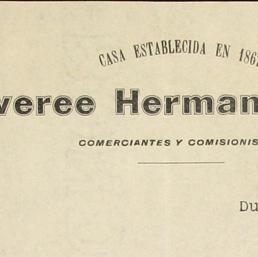 CASA ESTABLECIDA EN 186
veree Herman
COMERCIANTES Y COMISIONIS
Du